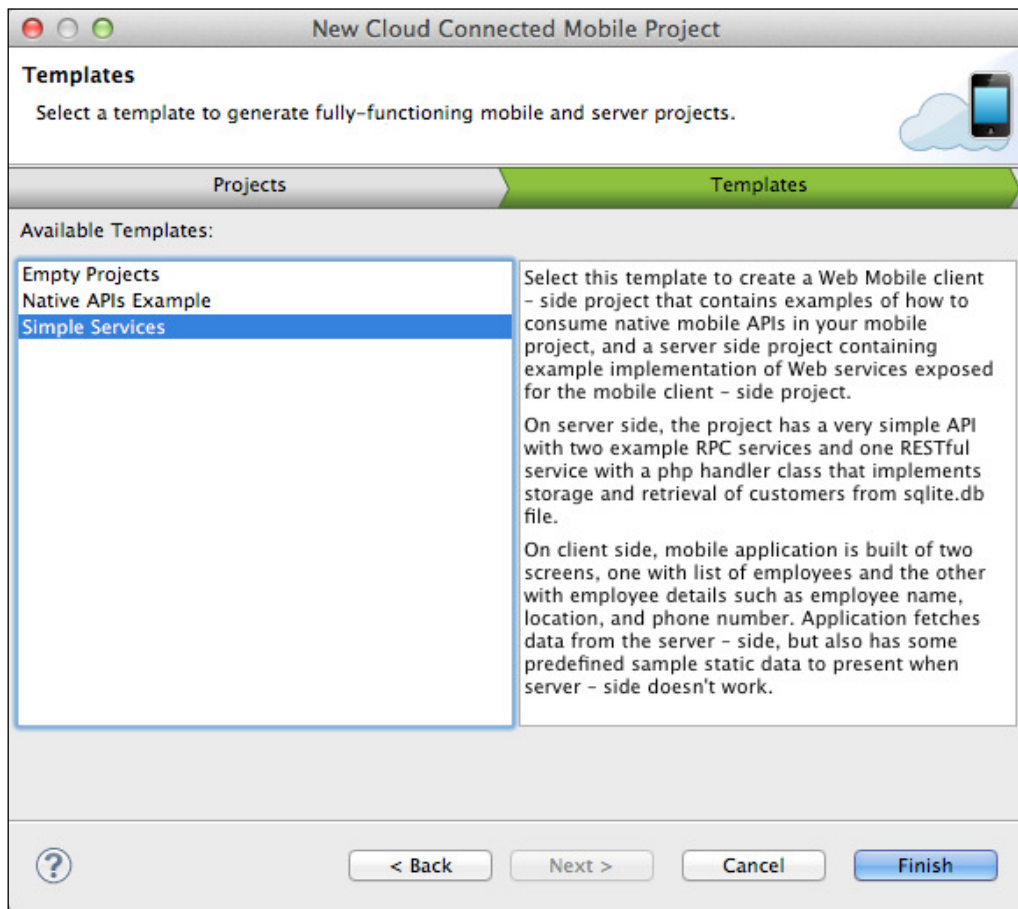 New Cloud Connected Mobile Project
Templates
Select a template to generate fully-functioning mobile and server projects.
Projects
Templates
Available Templates:
Empty Projects
Native APIs Example
Simple Services
Select this template to create a Web Mobile client
– side project that contains examples of how to
consume native mobile APIs in your mobile
project, and a server side project containing
example implementation of Web services exposed
for the mobile client – side project.
On server side, the project has a very simple API
with two example RPC services and one RESTful
service with a php handler class that implements
storage and retrieval of customers from sqlite.db
file.
On client side, mobile application is built of two
screens, one with list of employees and the other
with employee details such as employee name,
location, and phone number. Application fetches
data from the server – side, but also has some
predefined sample static data to present when
server – side doesn't work.
?
< Back
Next >
Cancel
Finish